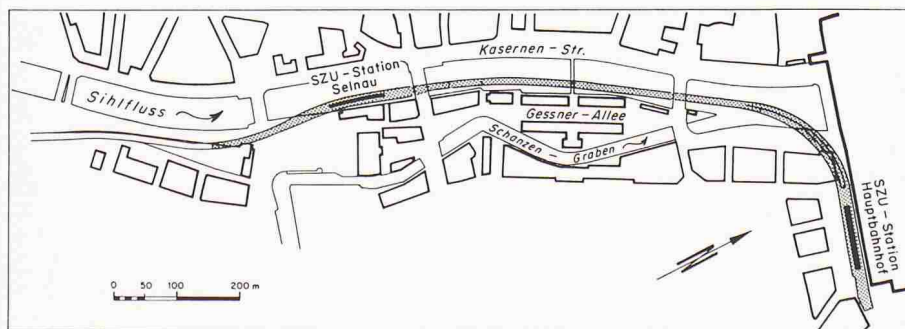 Kasernen - Str.
SZU - Station
Selnau
Sihlfluss
Gessner - Allee
Schanzen - Graben
SZU - Station
Hauptbahnhof
0 50 100 200 m